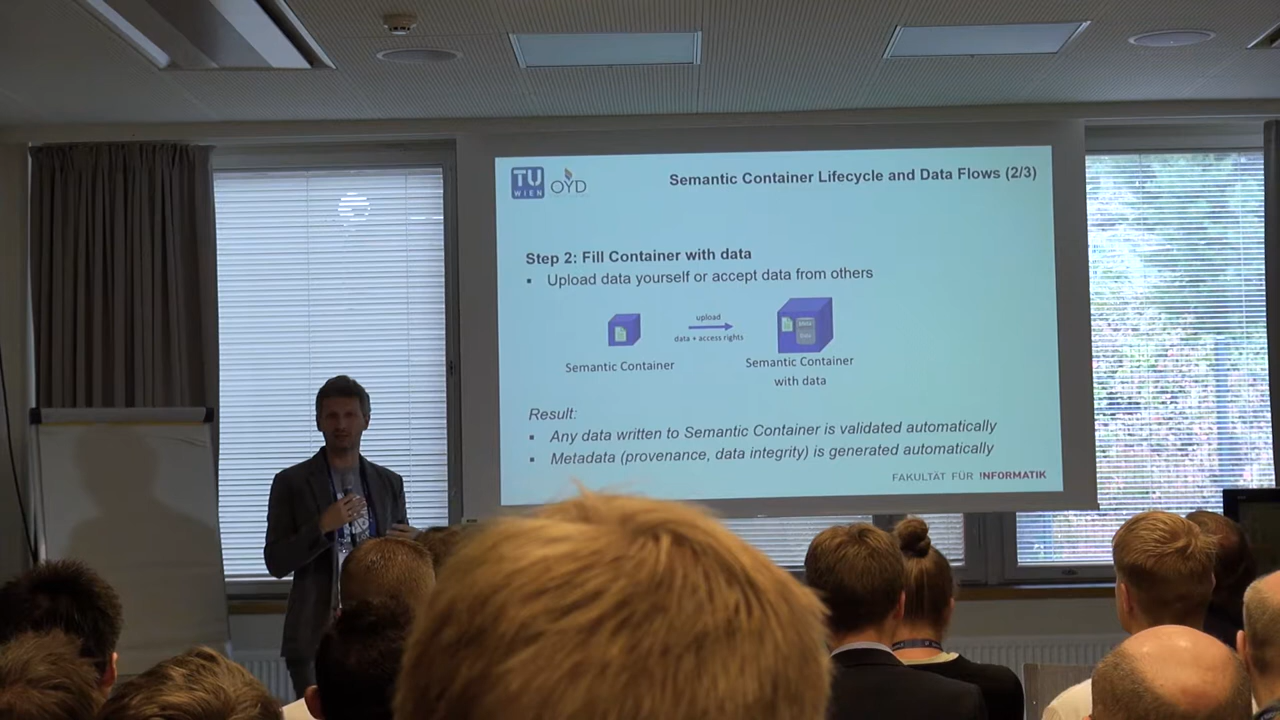 TU
WIEN
OYD
Semantic Container Lifecycle and Data Flows (2/3)
Step 2: Fill Container with data
▪ Upload data yourself or accept data from others
upload
data + access rights
Semantic Container
Semantic Container
with data
Result:
▪ Any data written to Semantic Container is validated automatically
▪ Metadata (provenance, data integrity) is generated automatically
FAKULTÄT FÜR !NFORMATIK